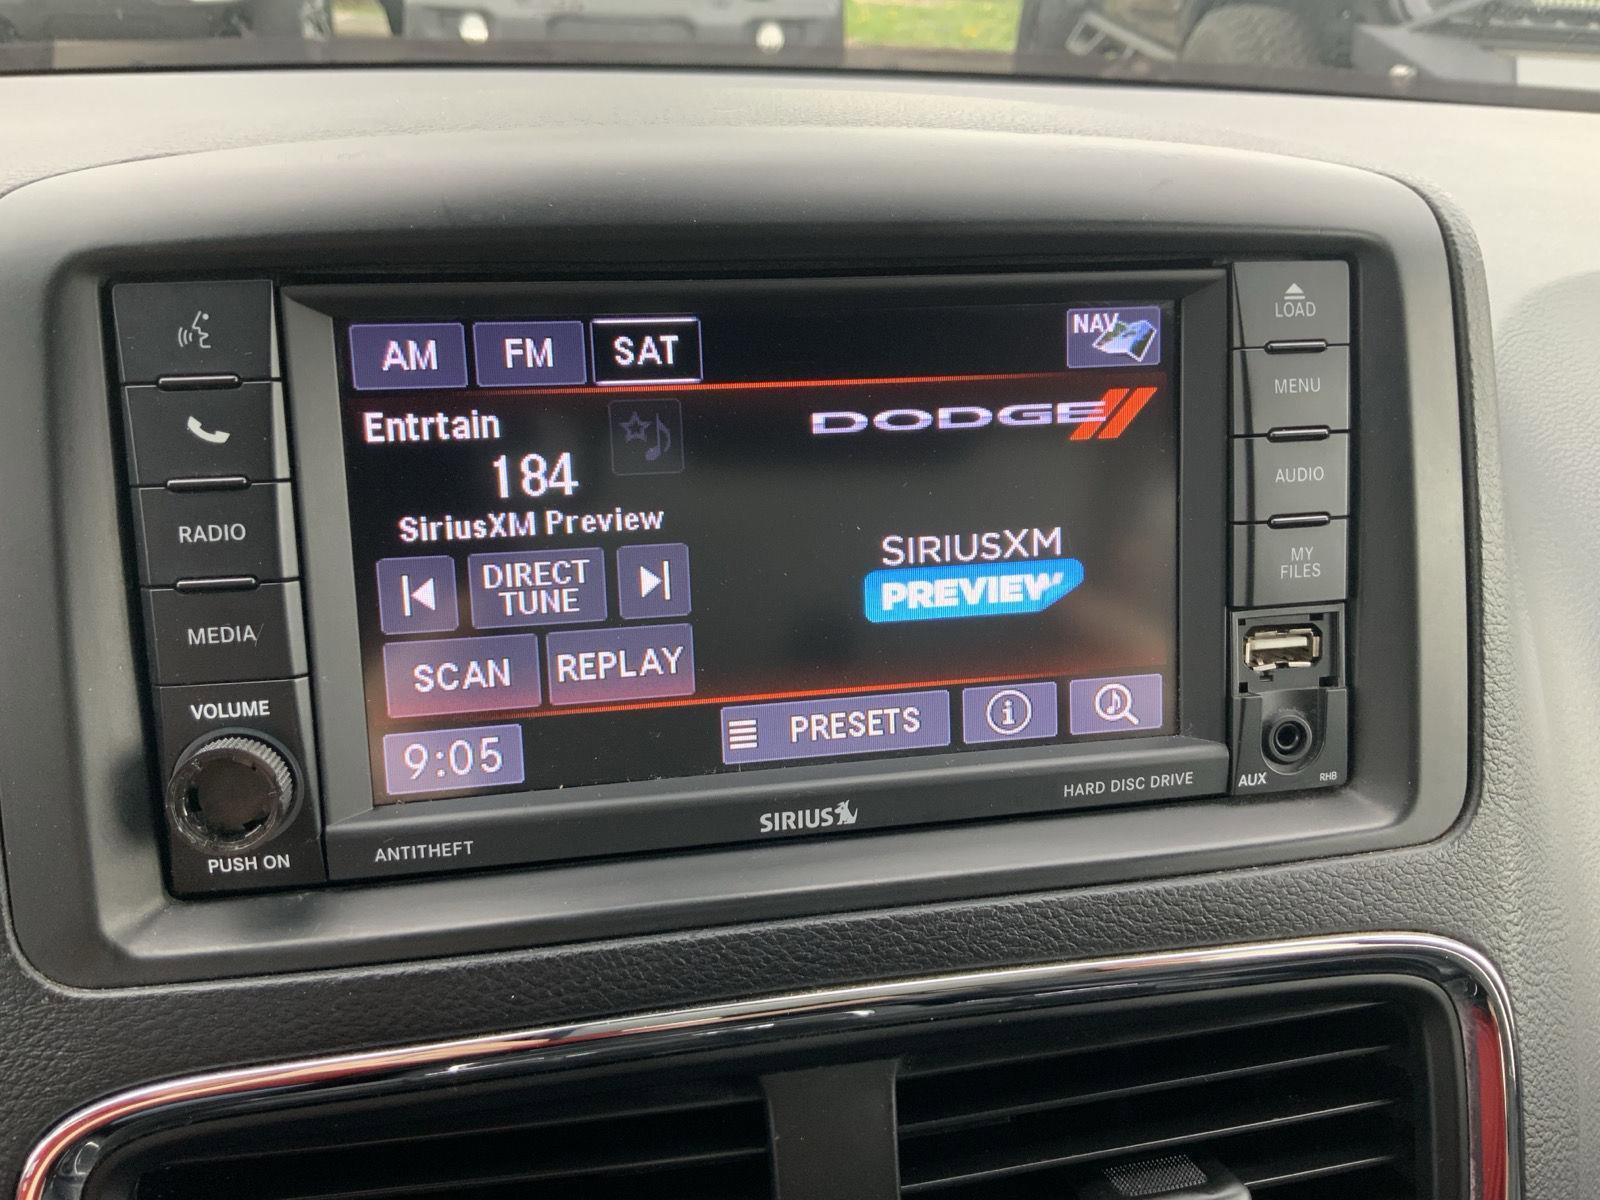 AM FM SAT NAV
Entrtain
184
SiriusXM Preview
DIRECT
TUNE
SCAN REPLAY
9:05
PRESETS
DODGE
SIRIUSXM
PREVIEW
RADIO
MEDIA
VOLUME
PUSH ON
LOAD
MENU
AUDIO
MY
FILES
AUX
RHB
ANTITHEFT
SIRIUS
HARD DISC DRIVE